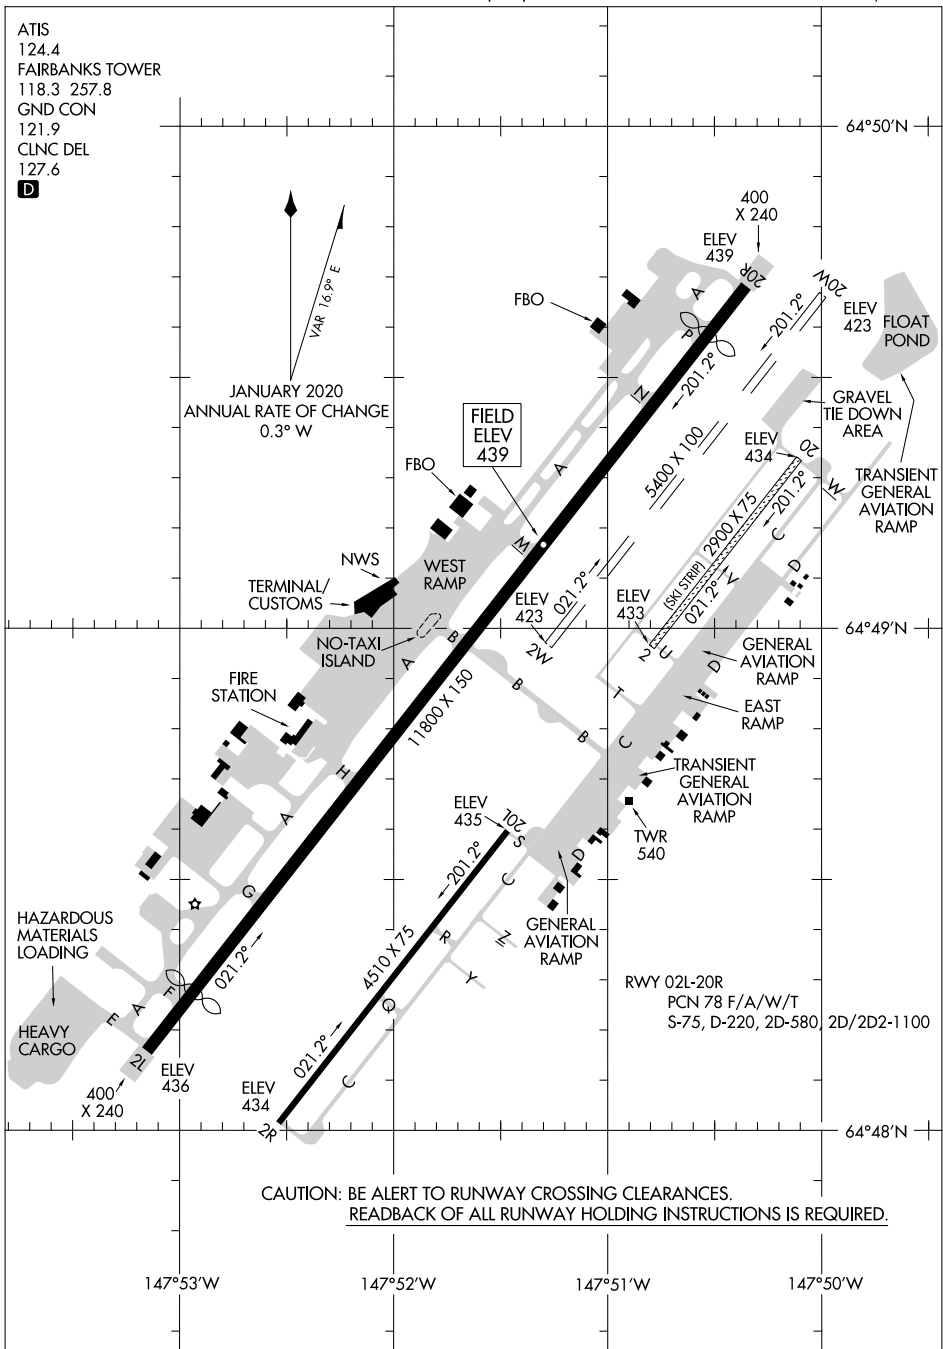 ATIS
124.4
FAIRBANKS TOWER
118.3 257.8
GND CON
121.9
CLNC DEL
127.6
D
64°50'N
VAR 16.9° E
JANUARY 2020
ANNUAL RATE OF CHANGE
0.3° W
400
X 240
ELEV
439
20R
A
P
201.2°
FBO
20W
201.2°
ELEV
423
FLOAT
POND
GRAVEL
TIE DOWN
AREA
TRANSIENT
GENERAL
AVIATION
RAMP
N
FIELD
ELEV
439
A
5400 X 100
ELEV
434
20
201.2°
W
FBO
2900 X 75
(SKI STRIP)
021.2°
C
V
D
M
WEST
RAMP
NWS
TERMINAL/
CUSTOMS
021.2°
ELEV
423
2W
ELEV
433
2
U
64°49'N
NO-TAXI
ISLAND
B
A
GENERAL
AVIATION
RAMP
D
FIRE
STATION
B
T
EAST
RAMP
11800 X 150
B
C
H
A
TRANSIENT
GENERAL
AVIATION
RAMP
ELEV
435
20L
S
TWR
540
201.2°
C
D
G
GENERAL
AVIATION
RAMP
HAZARDOUS
MATERIALS
LOADING
021.2°
4510 X 75
R
Z
Y
F
A
E
Q
RWY 02L-20R
PCN 78 F/A/W/T
S-75, D-220, 2D-580, 2D/2D2-1100
HEAVY
CARGO
2L
ELEV
436
400
X 240
021.2°
C
ELEV
434
2R
64°48'N
CAUTION: BE ALERT TO RUNWAY CROSSING CLEARANCES.
READBACK OF ALL RUNWAY HOLDING INSTRUCTIONS IS REQUIRED.
147°53'W
147°52'W
147°51'W
147°50'W